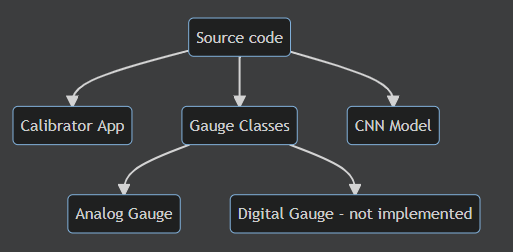 Source code
Calibrator App
Gauge Classes
CNN Model
Analog Gauge
Digital Gauge - not implemented